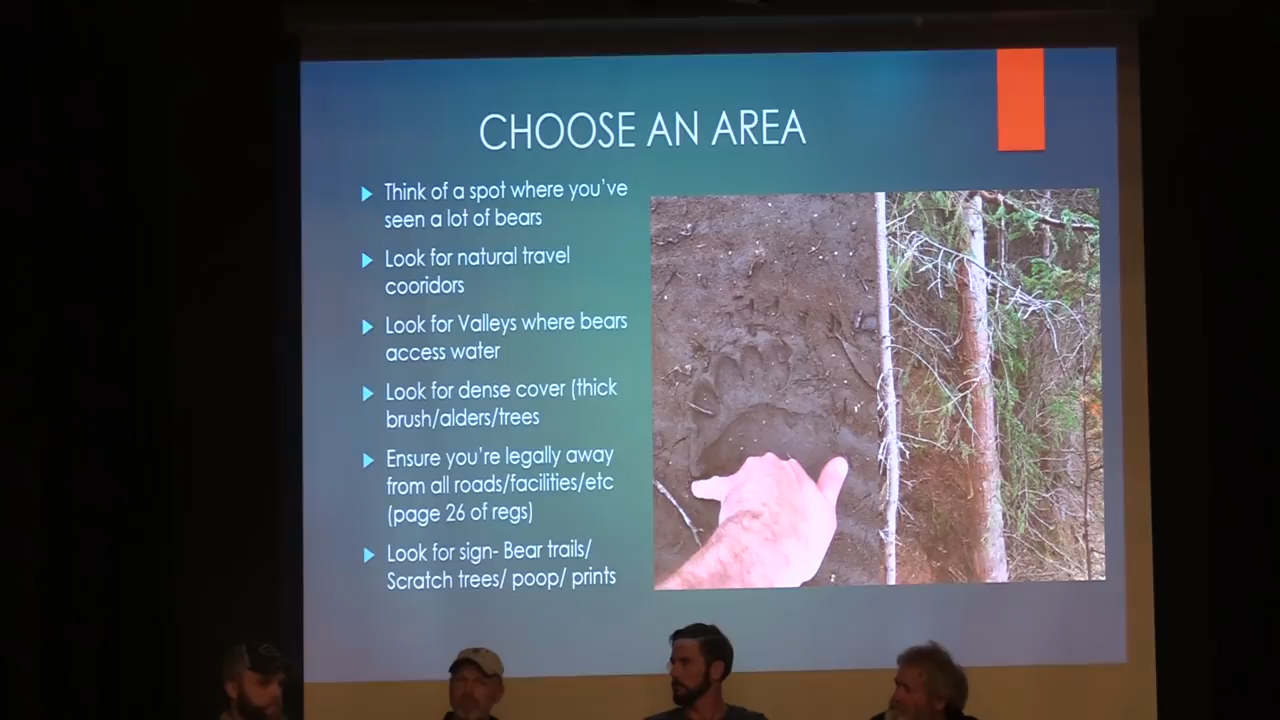 CHOOSE AN AREA
Think of a spot where you've
seen a lot of bears
Look for natural travel
cooridors
Look for Valleys where bears
access water
Look for dense cover (thick
brush/alders/trees
Ensure you're legally away
from all roads/facilities/etc
(page 26 of regs)
Look for sign- Bear trails/
Scratch trees/ poop/ prints